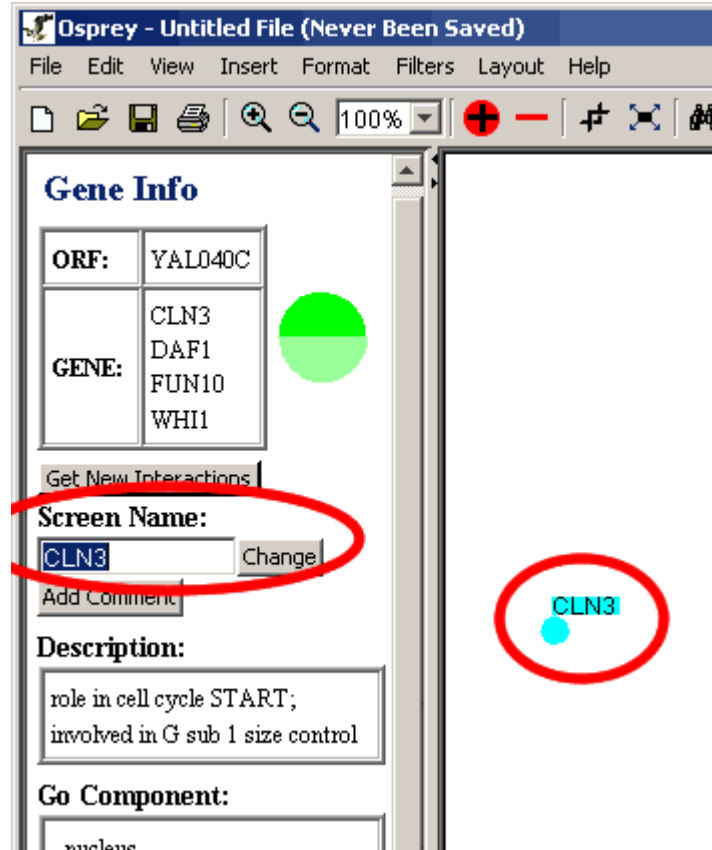 Osprey - Untitled File (Never Been Saved)
File Edit View Insert Format Filters Layout Help
100%
Gene Info
ORF: YAL040C
GENE: CLN3
DAF1
FUN10
WHI1
Get New Interactions
Screen Name:
CLN3 Change
Add Comment
CLN3
Description:
role in cell cycle START;
involved in G sub 1 size control
Go Component:
nucleus